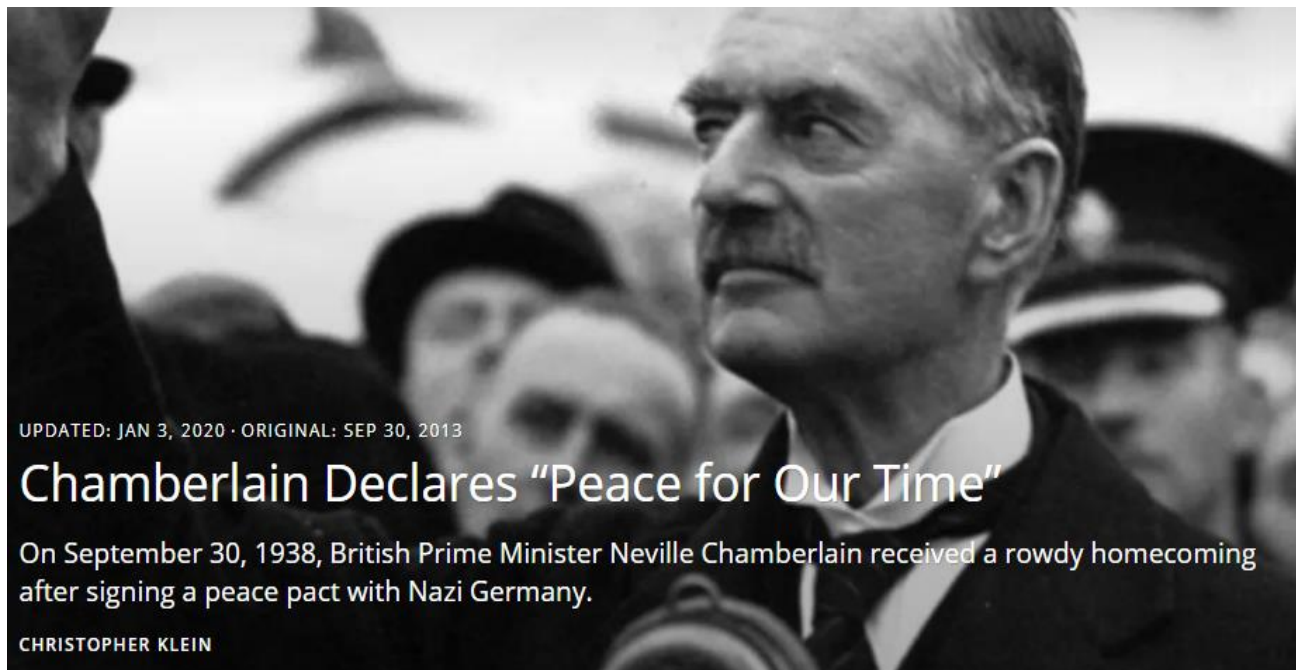 UPDATED: JAN 3, 2020 · ORIGINAL: SEP 30, 2013
Chamberlain Declares “Peace for Our Time”
On September 30, 1938, British Prime Minister Neville Chamberlain received a rowdy homecoming
after signing a peace pact with Nazi Germany.
CHRISTOPHER KLEIN